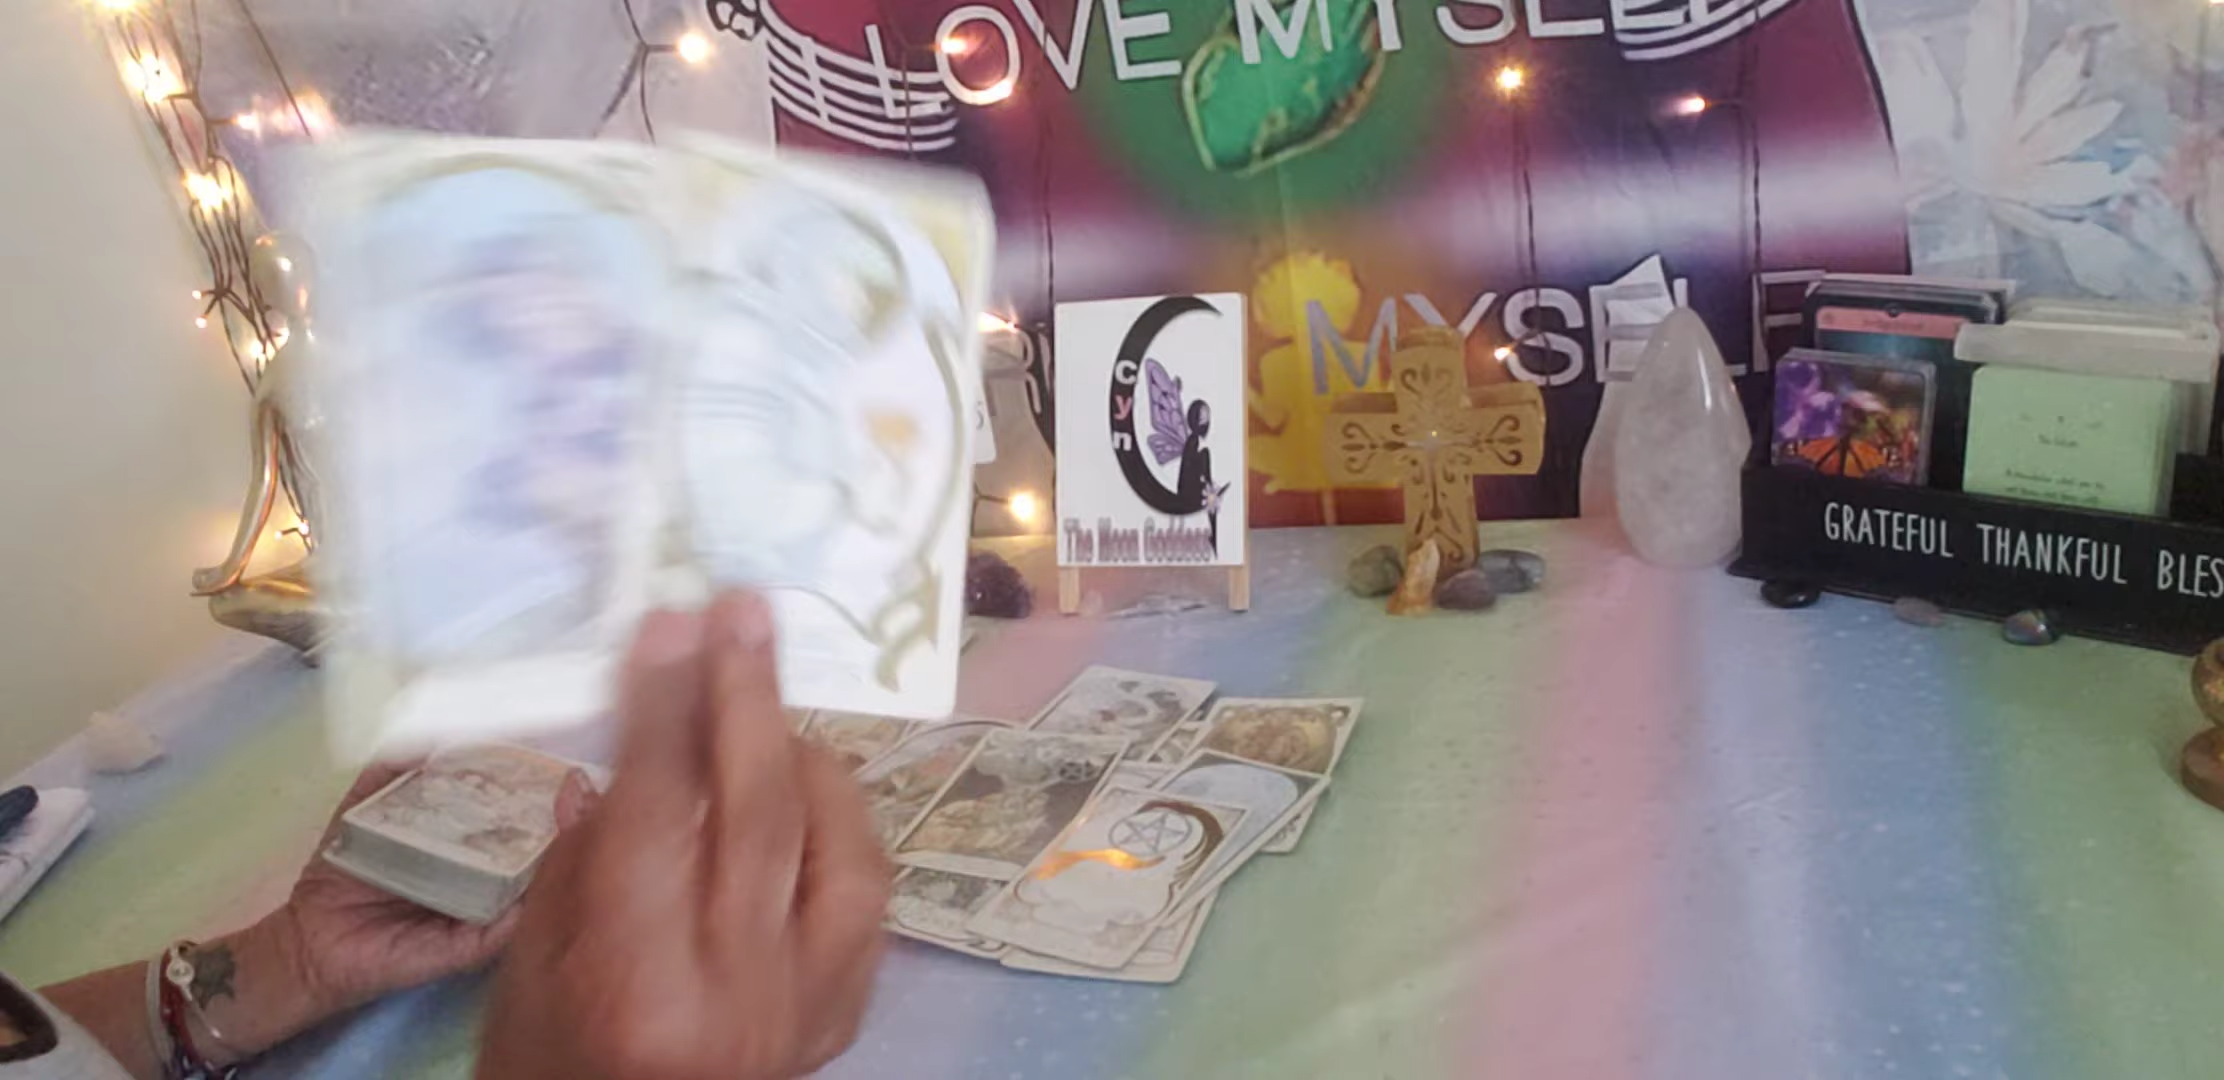 LOVE MYSELF
MYSELF
cyn
The Moon Goddess
GRATEFUL THANKFUL BLES